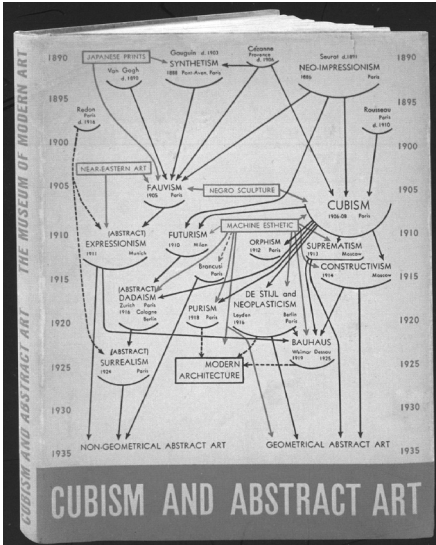 THE MUSEUM OF MODERN ART
CUBISM AND ABSTRACT ART
1890
JAPANESE PRINTS
Van Gogh
d. 1890
Gauguin d. 1903
SYNTHETISM
1888 Pont-Aven, Paris
Cézanne
Provence
d. 1906
Seurat d. 1891
NEO-IMPRESSIONISM
1886 Paris
1890
1895
Redon
Paris
d. 1916
Rousseau
Paris
d. 1910
1895
1900
1900
NEAR-EASTERN ART
1905
FAUVISM
1905 Paris
NEGRO SCULPTURE
CUBISM
1906-08 Paris
1905
1910
(ABSTRACT)
EXPRESSIONISM
1911 Munich
FUTURISM
1910 Milan
MACHINE ESTHETIC
ORPHISM
1912 Paris
SUPREMATISM
1913 Moscow
1910
Brancusi
Paris
CONSTRUCTIVISM
1914 Moscow
1915
(ABSTRACT)
DADAISM
Zurich Paris
1916 Cologne
Berlin
PURISM
1918 Paris
DE STIJL and
NEOPLASTICISM
Leyden Berlin
1916 Paris
1915
1920
BAUHAUS
Weimar Dessau
1919 1925
1920
1925
(ABSTRACT)
SURREALISM
1924 Paris
MODERN
ARCHITECTURE
1925
1930
1930
NON-GEOMETRICAL ABSTRACT ART
GEOMETRICAL ABSTRACT ART
1935
1935
CUBISM AND ABSTRACT ART